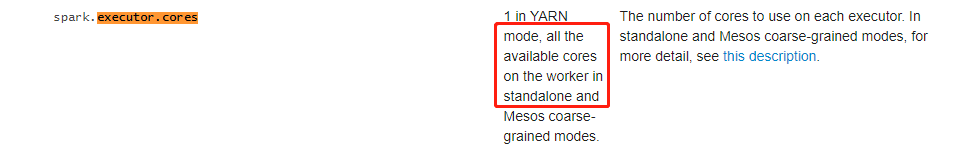 spark.executor.cores
1 in YARN
mode, all the
available cores
on the worker in
standalone and
Mesos coarse-
grained modes.
The number of cores to use on each executor. In
standalone and Mesos coarse-grained modes, for
more detail, see this description.